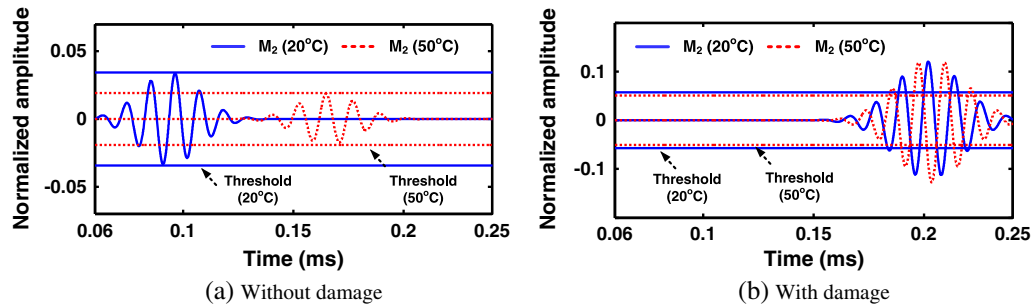 M2 (20°C) M2 (50°C)
Normalized amplitude
0.05
0
-0.05
Threshold
(20°C)
Threshold
(50°C)
0.06 0.1 0.15 0.2 0.25
Time (ms)
(a) Without damage
M2 (20°C) M2 (50°C)
Normalized amplitude
0.1
0
-0.1
Threshold
(20°C)
Threshold
(50°C)
0.06 0.1 0.15 0.2 0.25
Time (ms)
(b) With damage